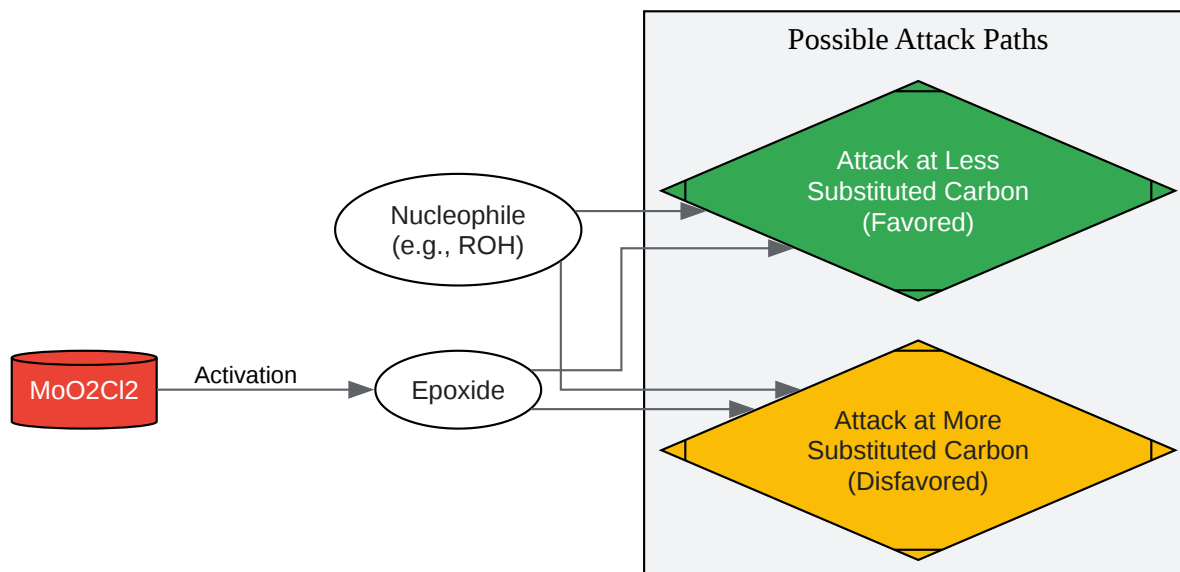 Possible Attack Paths
Attack at Less
Substituted Carbon
(Favored)
Nucleophile
(e.g., ROH)
MoO2Cl2
Activation
Epoxide
Attack at More
Substituted Carbon
(Disfavored)